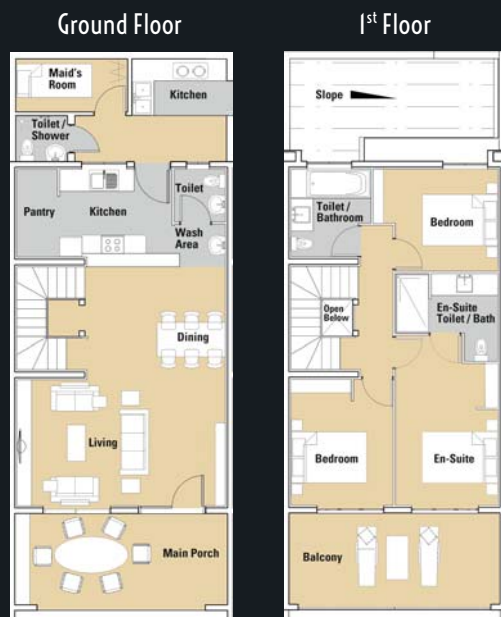 Ground Floor
Maid's
Room
Kitchen
Toilet /
Shower
Toilet
Pantry
Kitchen
Wash
Area
Dining
Living
Main Porch
1st Floor
Slope
Toilet /
Bathroom
Bedroom
Open
Below
En-Suite
Toilet / Bath
Bedroom
En-Suite
Balcony